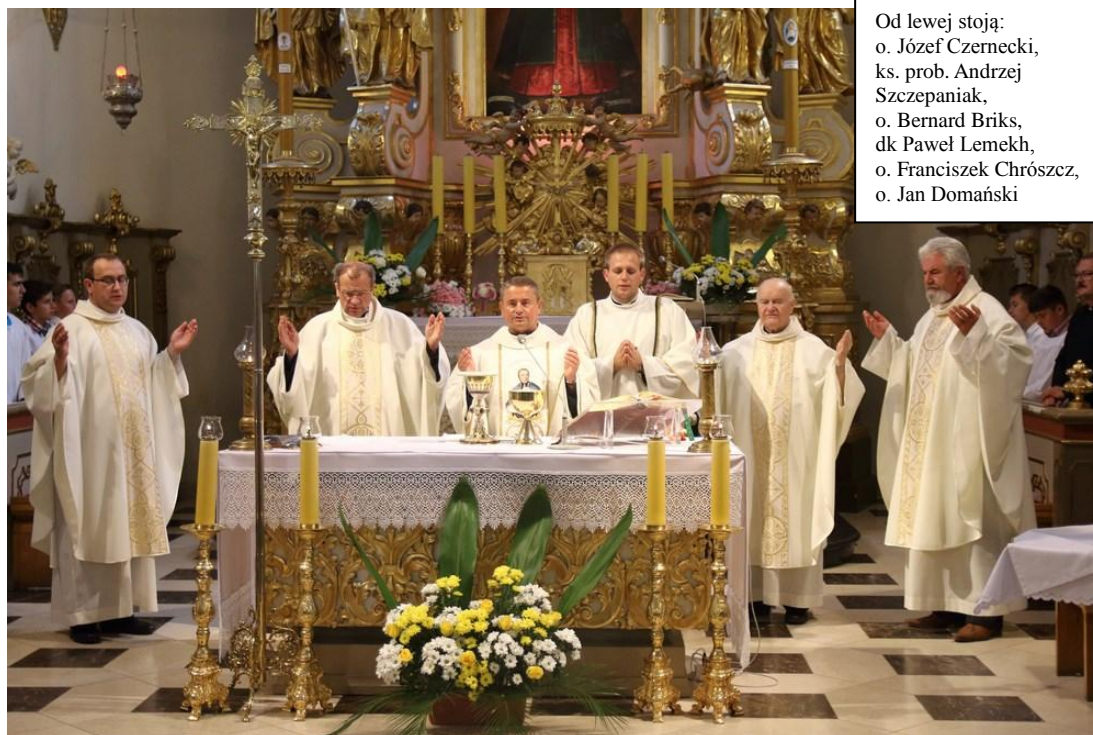 Od lewej stoją:
o. Józef Czernecki,
ks. prob. Andrzej
Szczepaniak,
o. Bernard Briks,
dk Paweł Lemekh,
o. Franciszek Chrószcz,
o. Jan Domański